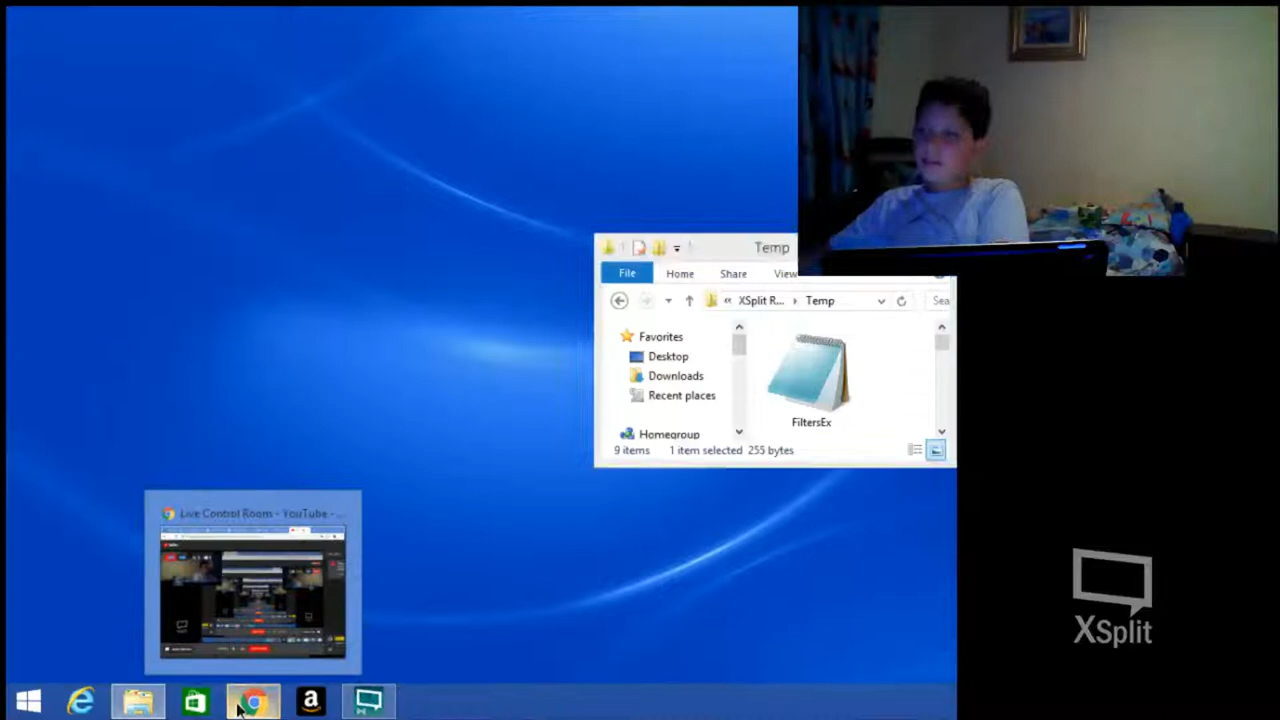 Temp
File Home Share View
« XSplit R... Temp Sea
Favorites
Desktop
Downloads
Recent places
Homegroup
FiltersEx
9 items 1 item selected 255 bytes
Live Control Room - YouTube - ...
a
XSplit